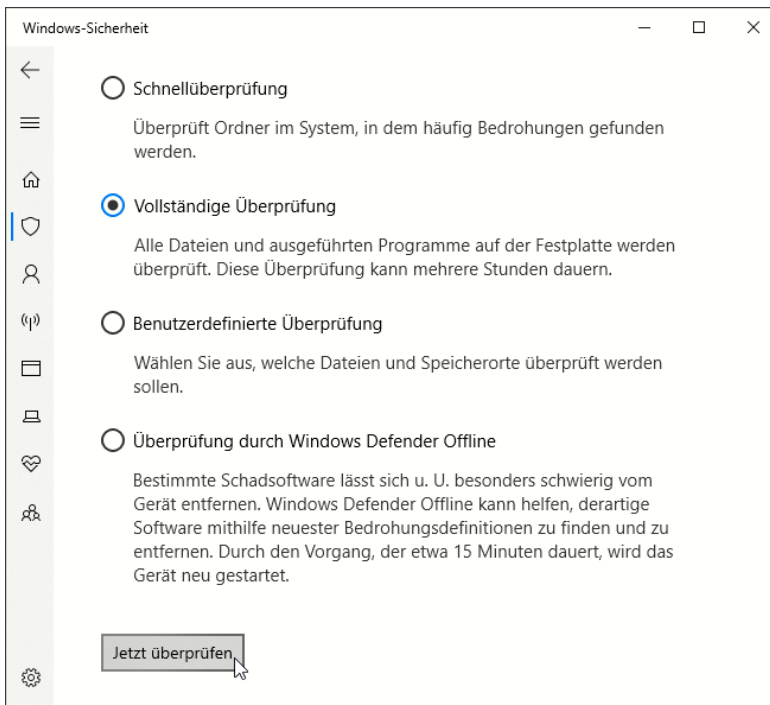 Windows-Sicherheit
Schnellüberprüfung
Überprüft Ordner im System, in dem häufig Bedrohungen gefunden
werden.
Vollständige Überprüfung
Alle Dateien und ausgeführten Programme auf der Festplatte werden
überprüft. Diese Überprüfung kann mehrere Stunden dauern.
Benutzerdefinierte Überprüfung
Wählen Sie aus, welche Dateien und Speicherorte überprüft werden
sollen.
Überprüfung durch Windows Defender Offline
Bestimmte Schadsoftware lässt sich u. U. besonders schwierig vom
Gerät entfernen. Windows Defender Offline kann helfen, derartige
Software mithilfe neuester Bedrohungsdefinitionen zu finden und zu
entfernen. Durch den Vorgang, der etwa 15 Minuten dauert, wird das
Gerät neu gestartet.
Jetzt überprüfen